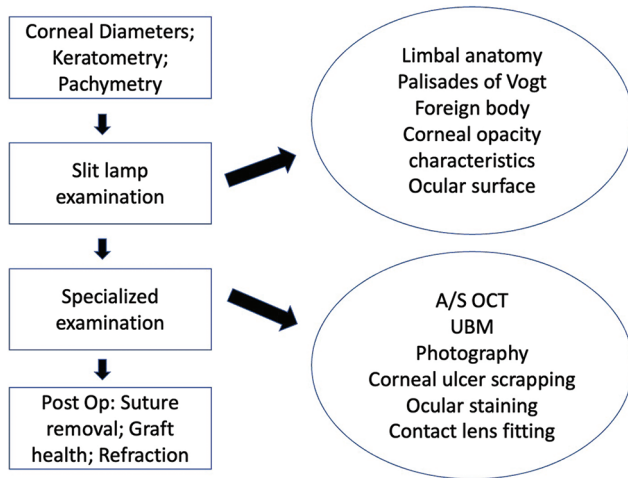 Corneal Diameters;
Keratometry;
Pachymetry
Slit lamp
examination
Specialized
examination
Post Op: Suture
removal; Graft
health; Refraction
Limbal anatomy
Palisades of Vogt
Foreign body
Corneal opacity
characteristics
Ocular surface
A/S OCT
UBM
Photography
Corneal ulcer scrapping
Ocular staining
Contact lens fitting